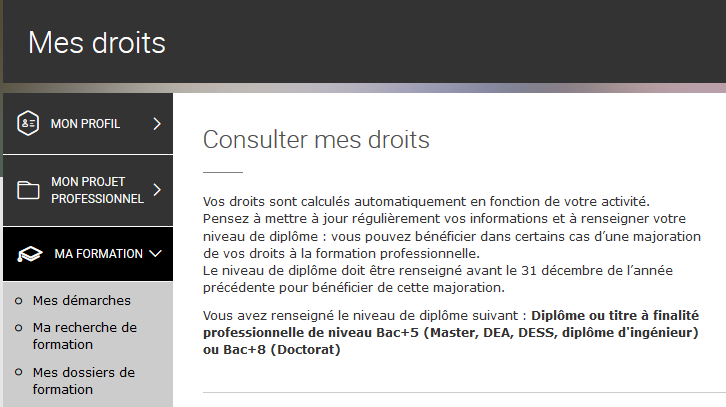 Mes droits
MON PROFIL
MON PROJET
PROFESSIONNEL
MA FORMATION
Mes démarches
Ma recherche de
formation
Mes dossiers de
formation
Consulter mes droits
Vos droits sont calculés automatiquement en fonction de votre activité.
Pensez à mettre à jour régulièrement vos informations et à renseigner votre
niveau de diplôme : vous pouvez bénéficier dans certains cas d’une majoration
de vos droits à la formation professionelle.
Le niveau de diplôme doit être renseigné avant le 31 décembre de l’année
précédente pour bénéficier de cette majoration.
Vous avez renseigné le niveau de diplôme suivant : Diplôme ou titre à finalité
professionnelle de niveau Bac+5 (Master, DEA, DESS, diplôme d'ingénieur)
ou Bac+8 (Doctorat)